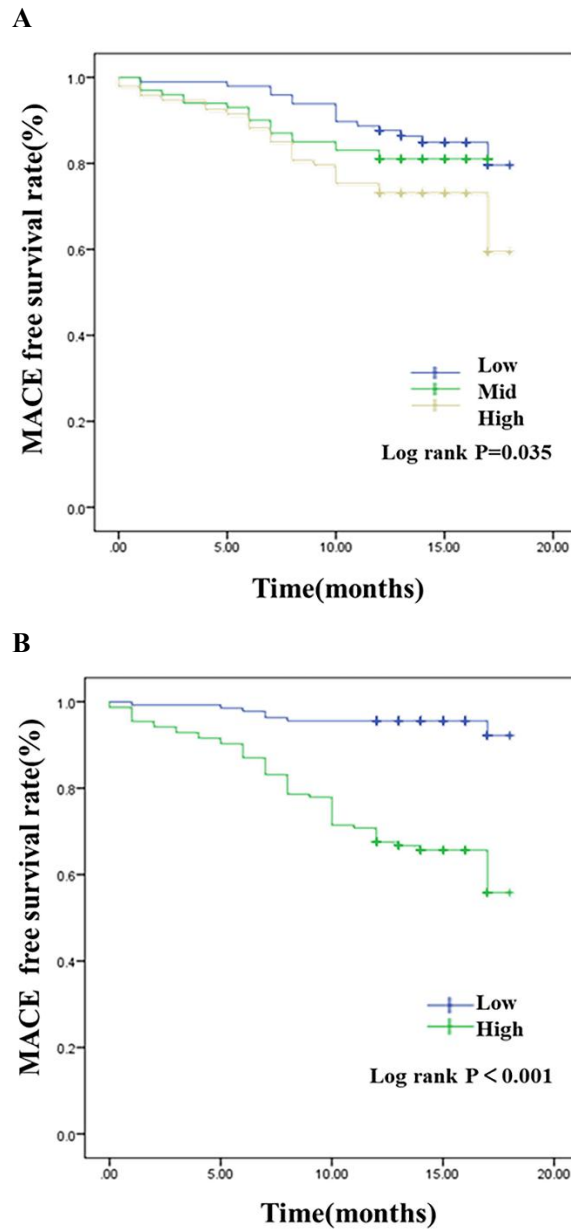 A
MACE free survival rate(%)
1.0
0.8
0.6
0.4
0.2
0.0
Low
Mid
High
Log rank P=0.035
.00 5.00 10.00 15.00 20.00
Time(months)
B
MACE free survival rate(%)
1.0
0.8
0.6
0.4
0.2
0.0
Low
High
Log rank P<0.001
.00 5.00 10.00 15.00 20.00
Time(months)